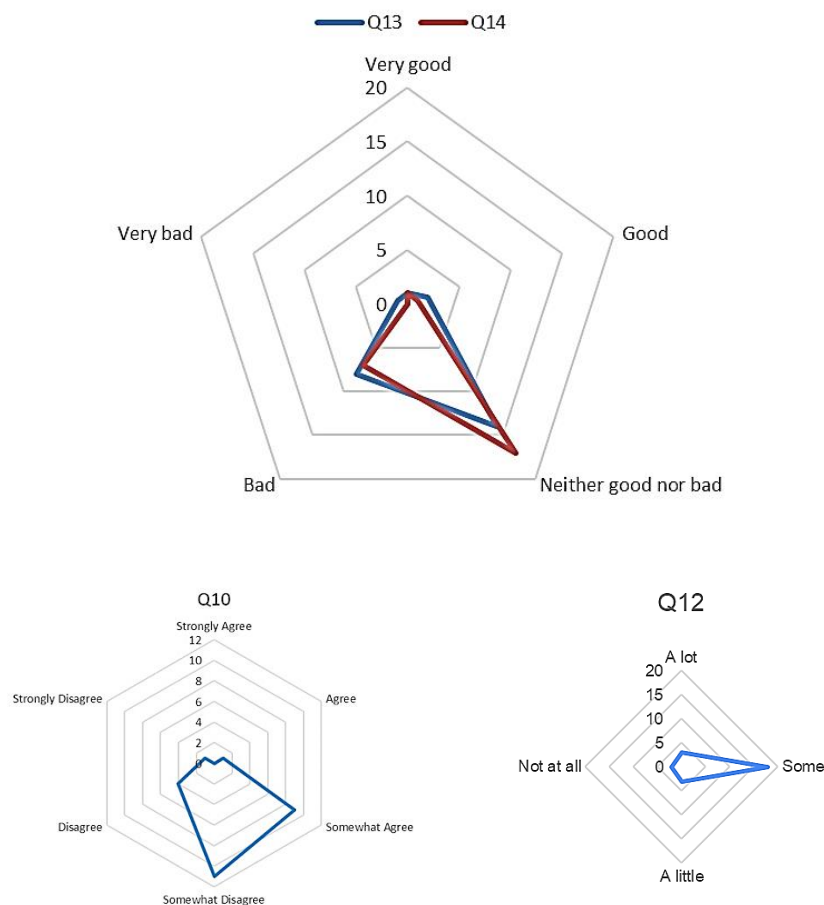 Q13 Q14
Very good
20
15
10
5
0
Very bad
Good
Bad
Neither good nor bad
Q10
Strongly Agree
12
10
8
6
4
2
0
Strongly Disagree
Agree
Disagree
Somewhat Agree
Somewhat Disagree
Q12
A lot
20
15
10
5
0
Not at all
Some
A little